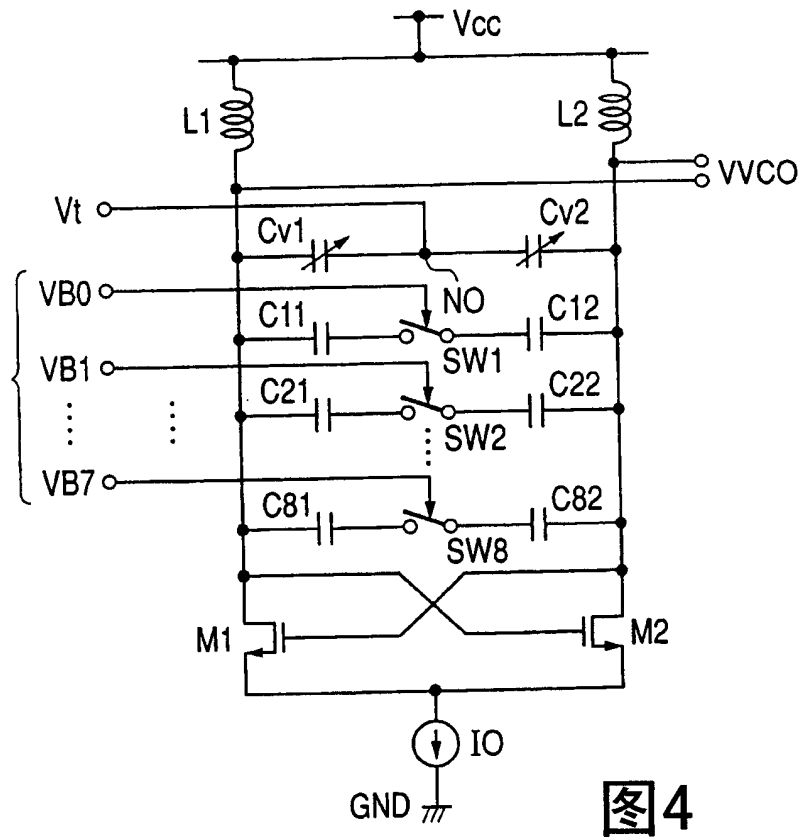 Vcc
L1
L2
VVCO
Vt
Cv1
Cv2
NO
VB0
C11
C12
SW1
VB1
C21
C22
SW2
VB7
C81
C82
SW8
M1
M2
IO
GND
图4